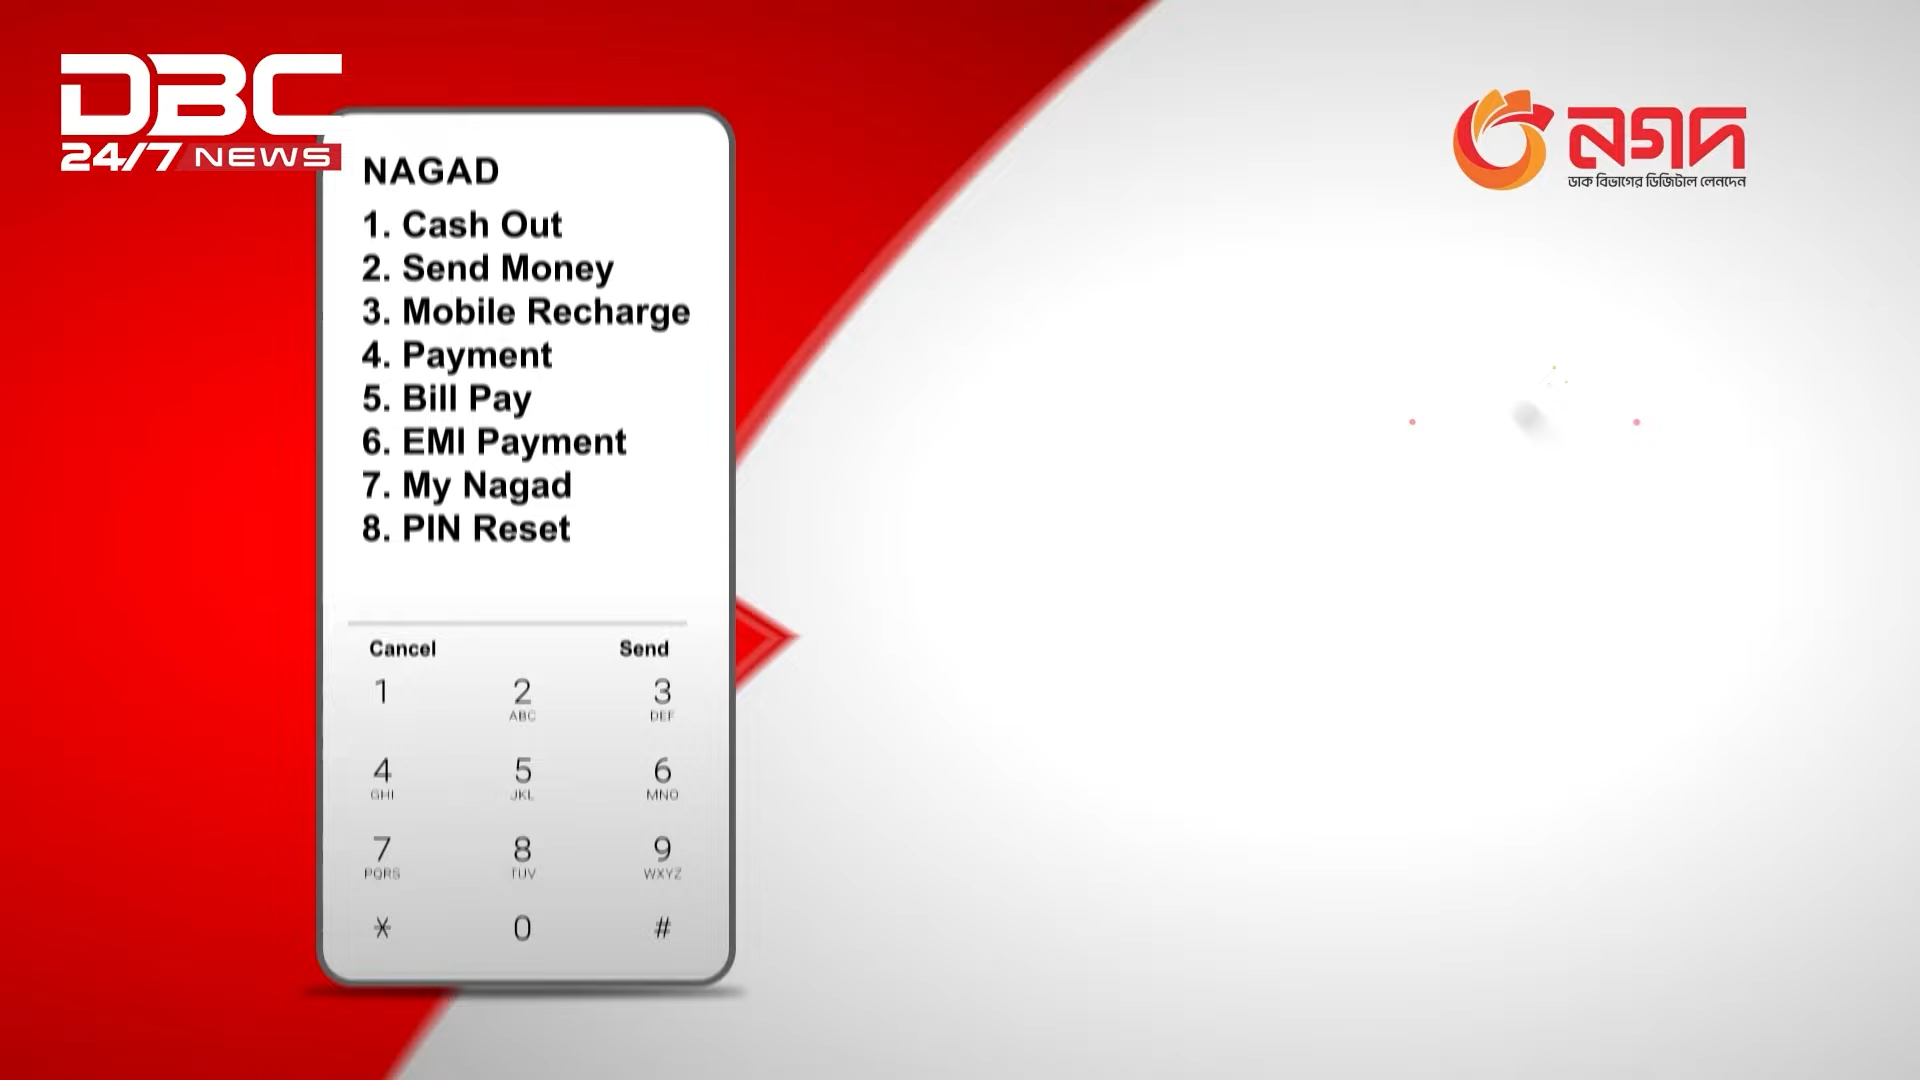 DBC
24/7 NEWS
NAGAD
1. Cash Out
2. Send Money
3. Mobile Recharge
4. Payment
5. Bill Pay
6. EMI Payment
7. My Nagad
8. PIN Reset
Cancel Send
1 2 3
ABC DEF
4 5 6
GHI JKL MNO
7 8 9
PQRS TUV WXYZ
* 0 #
নগদ
ডাক বিভাগের ডিজিটাল লেনদেন